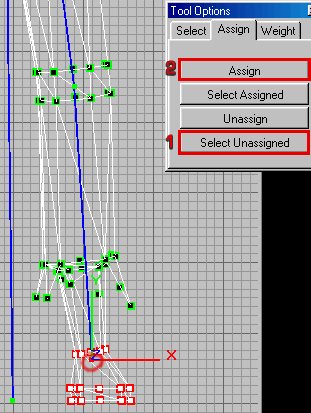 Tool Options
Select Assign Weight
2 Assign
Select Assigned
Unassign
1 Select Unassigned
X